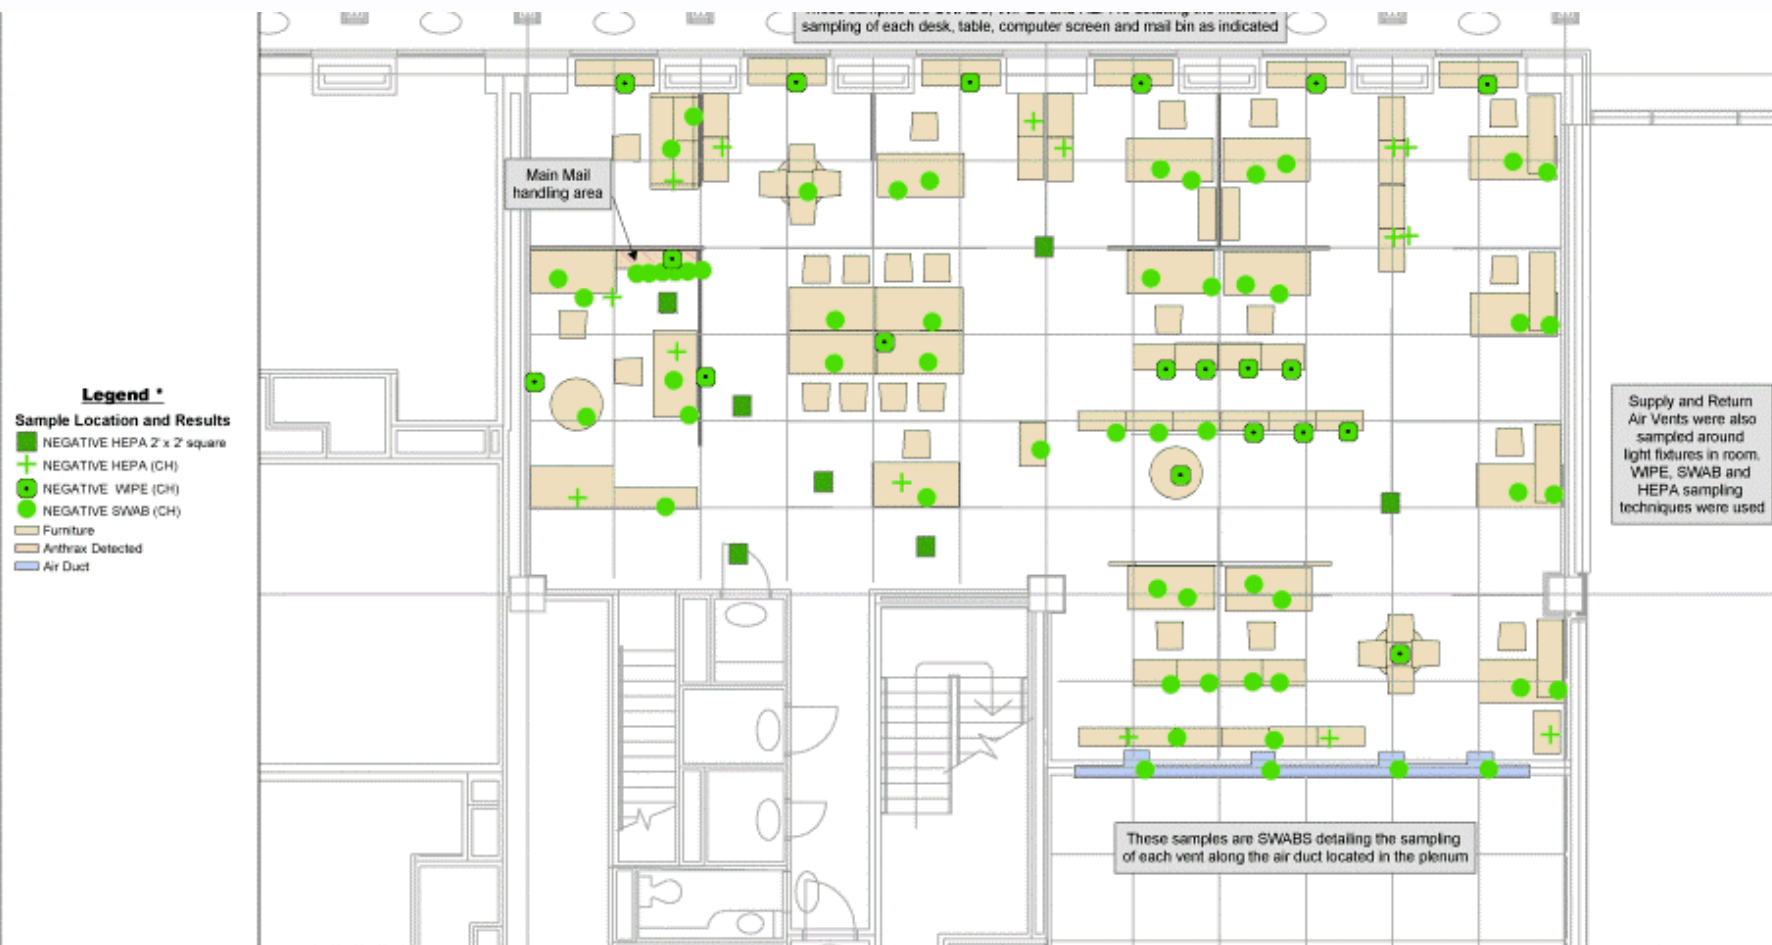 sampling of each desk, table, computer screen and mail bin as indicated
Main Mail
handling area
Legend *
Sample Location and Results
NEGATIVE HEPA 2' x 2' square
NEGATIVE HEPA (CH)
NEGATIVE WIPE (CH)
NEGATIVE SWAB (CH)
Furniture
Anthrax Detected
Air Duct
Supply and Return
Air Vents were also
sampled around
light fixtures in room.
WIPE, SWAB and
HEPA sampling
techniques were used
These samples are SWABS detailing the sampling
of each vent along the air duct located in the plenum